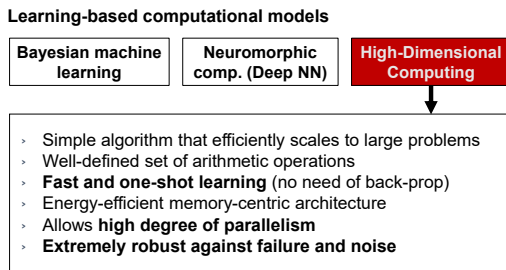 Learning-based computational models
Bayesian machine
learning
Neuromorphic
comp. (Deep NN)
High-Dimensional
Computing
› Simple algorithm that efficiently scales to large problems
› Well-defined set of arithmetic operations
› Fast and one-shot learning (no need of back-prop)
› Energy-efficient memory-centric architecture
› Allows high degree of parallelism
› Extremely robust against failure and noise